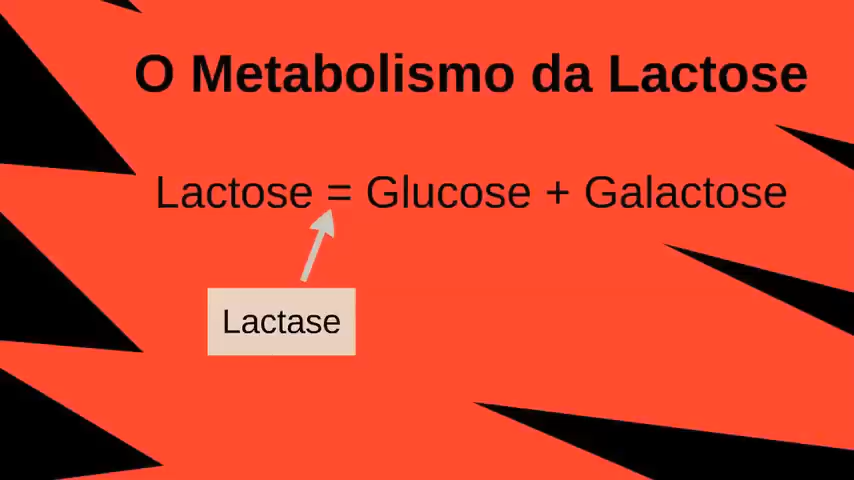 O Metabolismo da Lactose
Lactose = Glucose + Galactose
Lactase